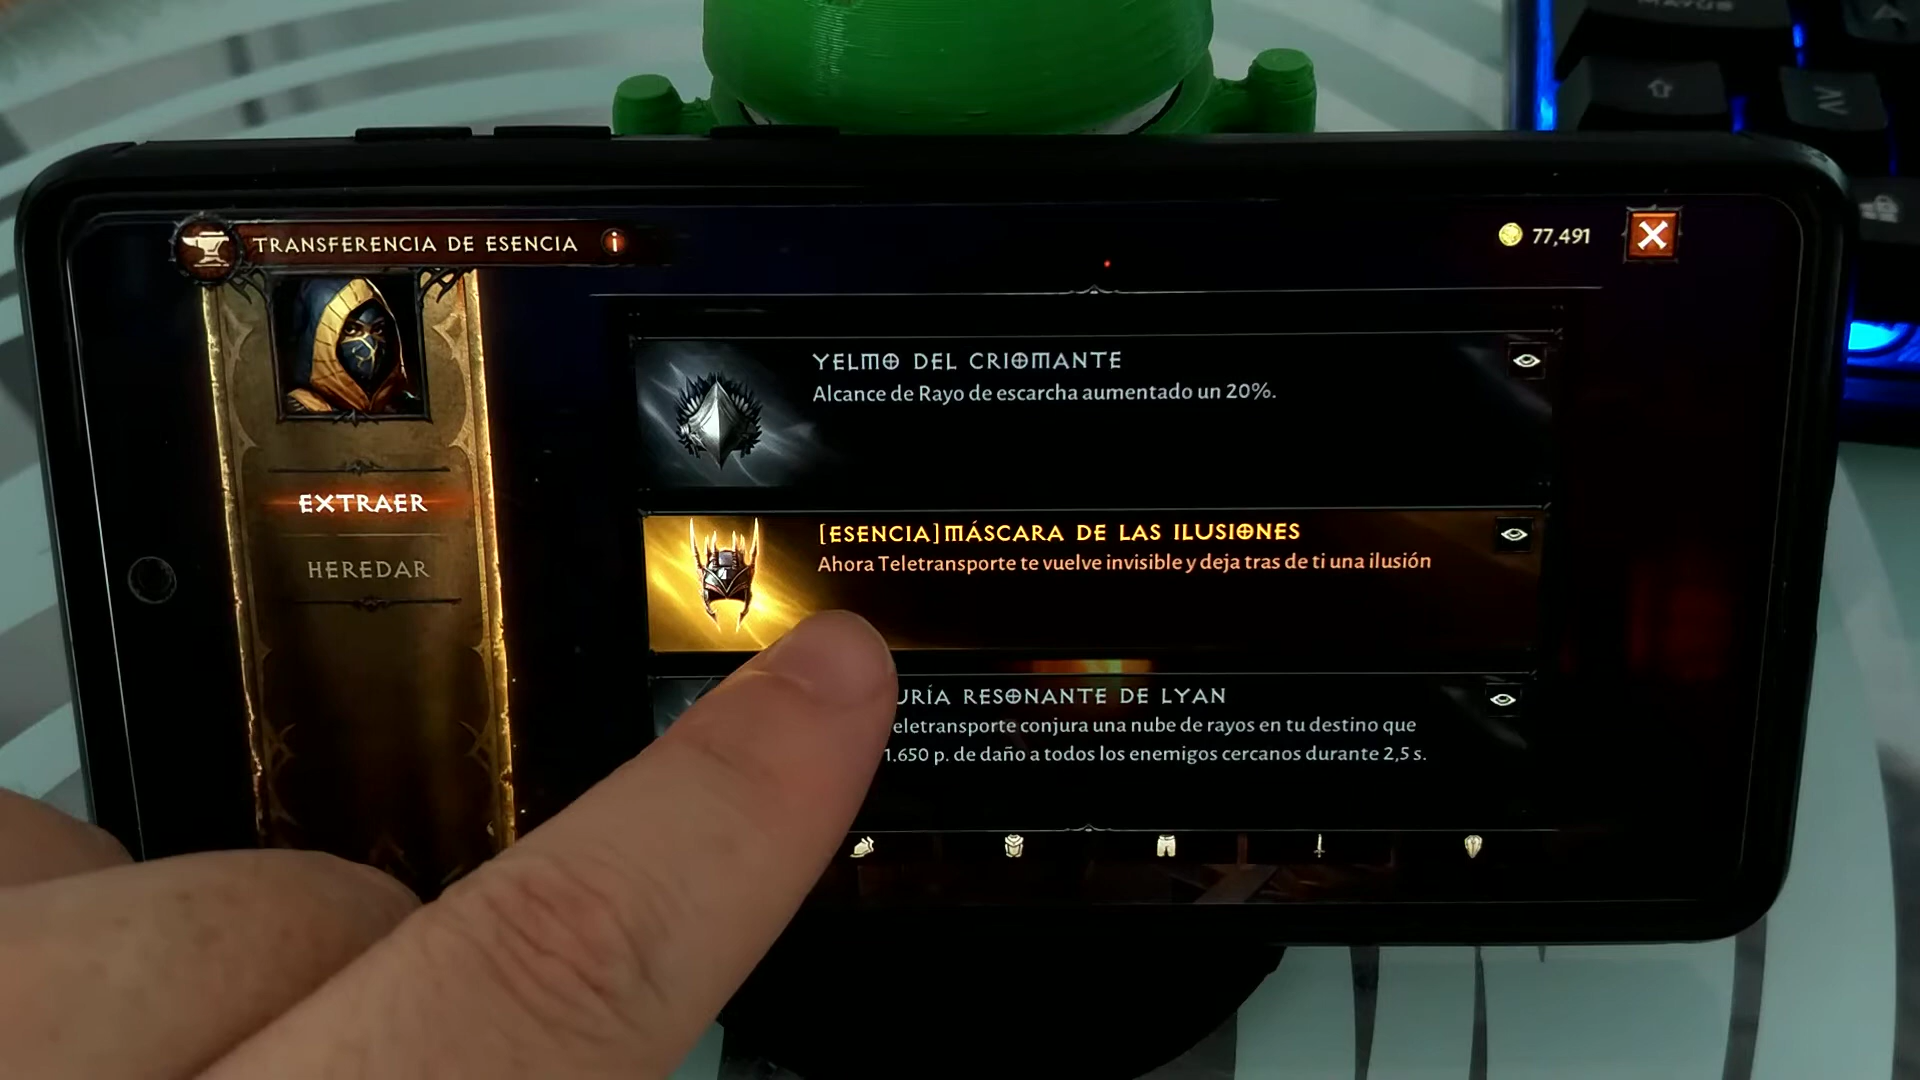 TRANSFERENCIA DE ESENCIA
77,491
YELMO DEL CRIOMANTE
Alcance de Rayo de escarcha aumentado un 20%.
EXTRAER
HEREDAR
[ESENCIA]MÁSCARA DE LAS ILUSIONES
Ahora Teletransporte te vuelve invisible y deja tras de ti una ilusión
RESONANTE DE LYAN
conjura una nube de rayos en tu destino que
1.650 p. de daño a todos los enemigos cercanos durante 2,5 s.